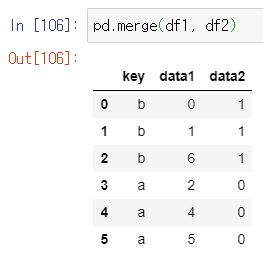 In [106]: pd.merge(df1, df2)
Out[106]:
key data1 data2
0 b 0 1
1 b 1 1
2 b 6 1
3 a 2 0
4 a 4 0
5 a 5 0